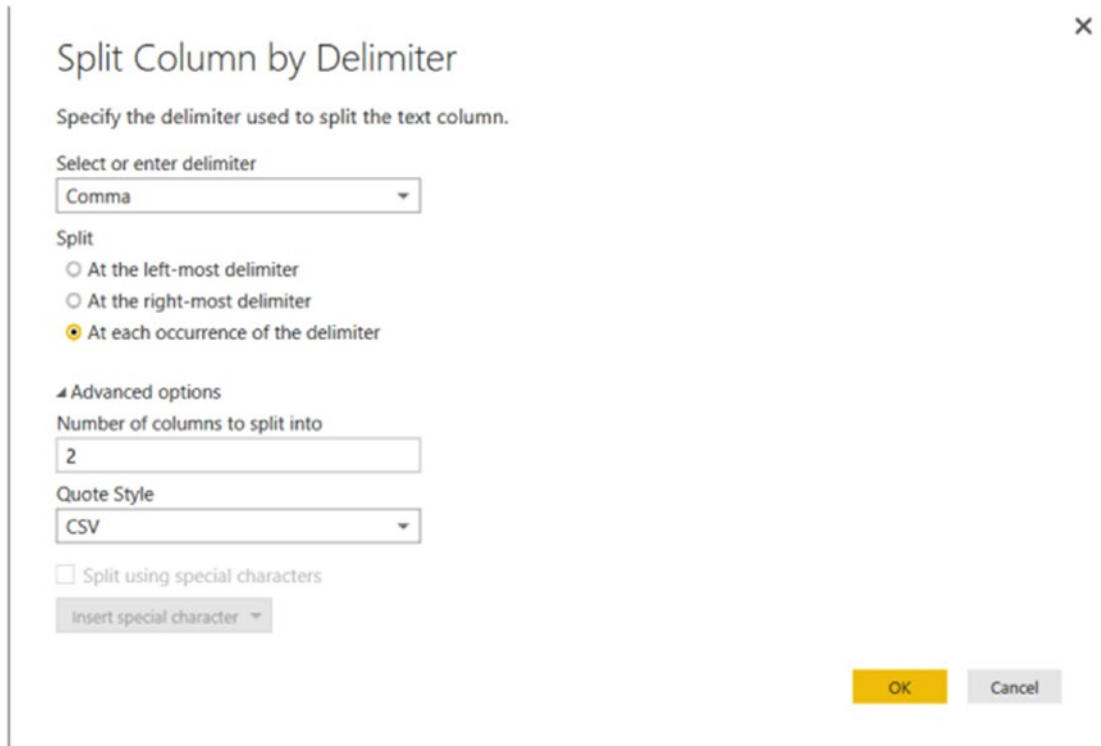 Split Column by Delimiter
Specify the delimiter used to split the text column.
Select or enter delimiter
Comma
Split
At the left-most delimiter
At the right-most delimiter
At each occurrence of the delimiter
Advanced options
Number of columns to split into
2
Quote Style
CSV
Split using special characters
Insert special character
OK Cancel